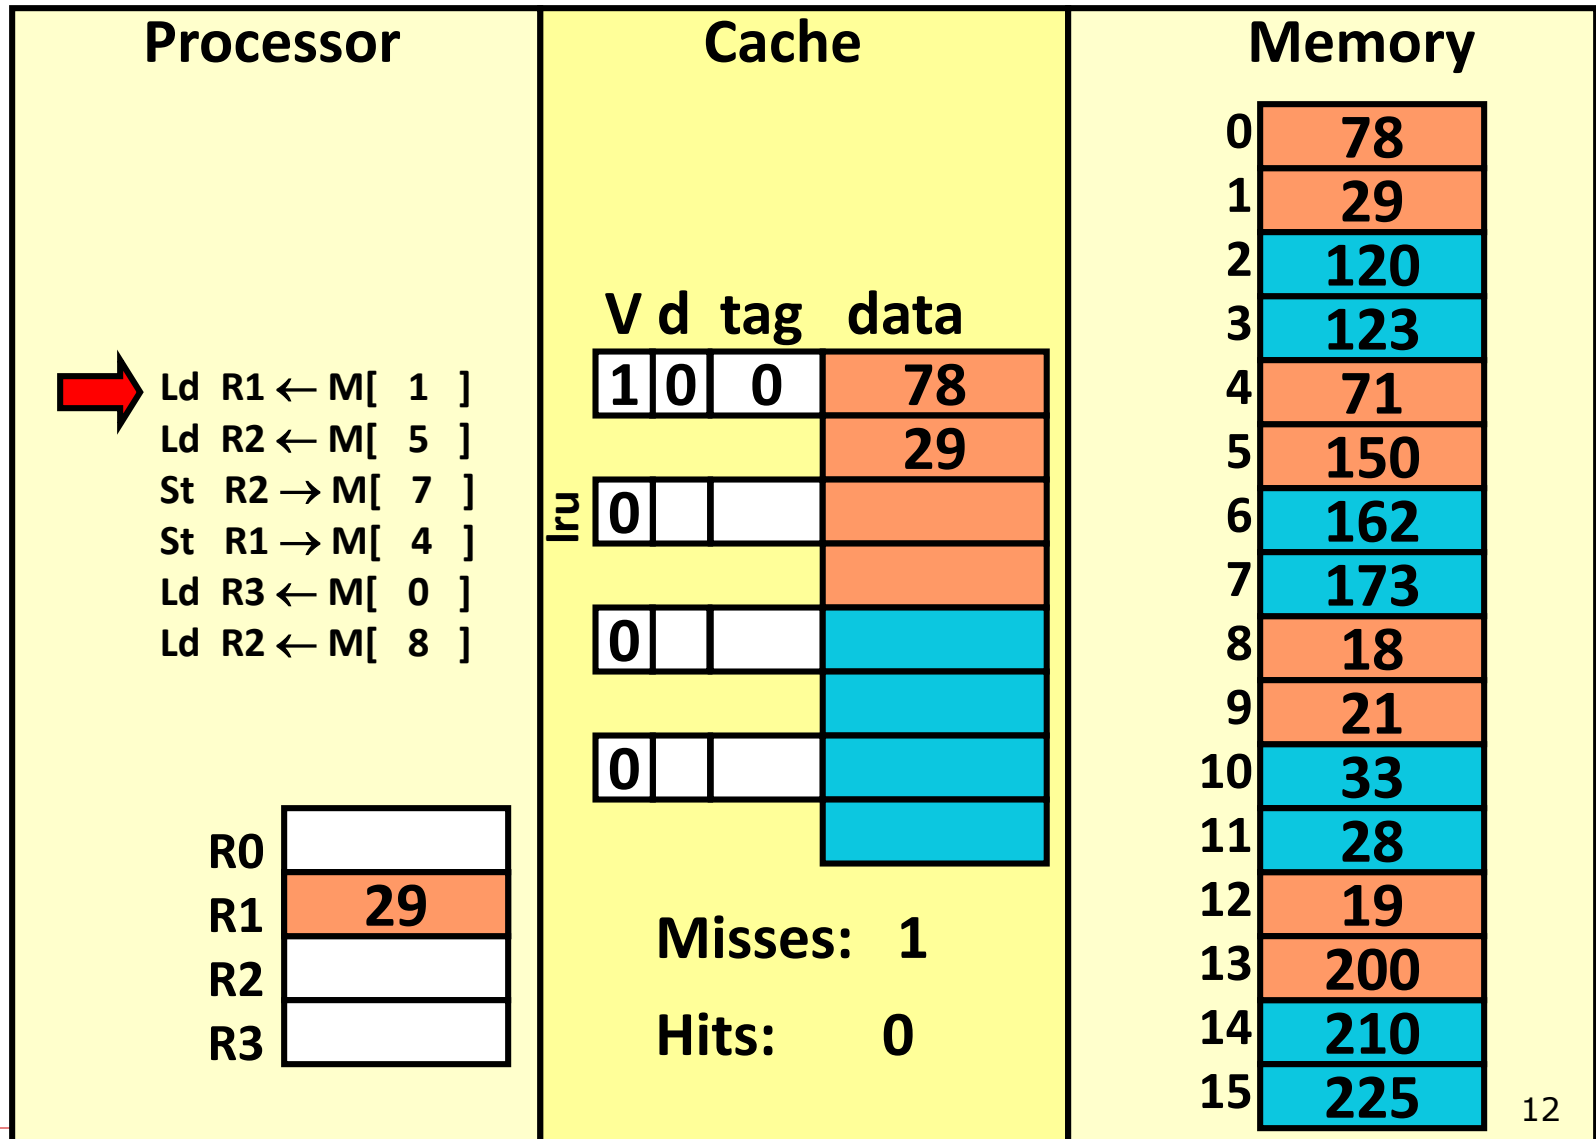 Processor
Ld R1 ← M[ 1 ]
Ld R2 ← M[ 5 ]
St R2 → M[ 7 ]
St R1 → M[ 4 ]
Ld R3 ← M[ 0 ]
Ld R2 ← M[ 8 ]
R0
R1 29
R2
R3
Cache
V d tag data
1 0 0 78
29
lru 0
0
0
Misses: 1
Hits: 0
Memory
0 78
1 29
2 120
3 123
4 71
5 150
6 162
7 173
8 18
9 21
10 33
11 28
12 19
13 200
14 210
15 225
12